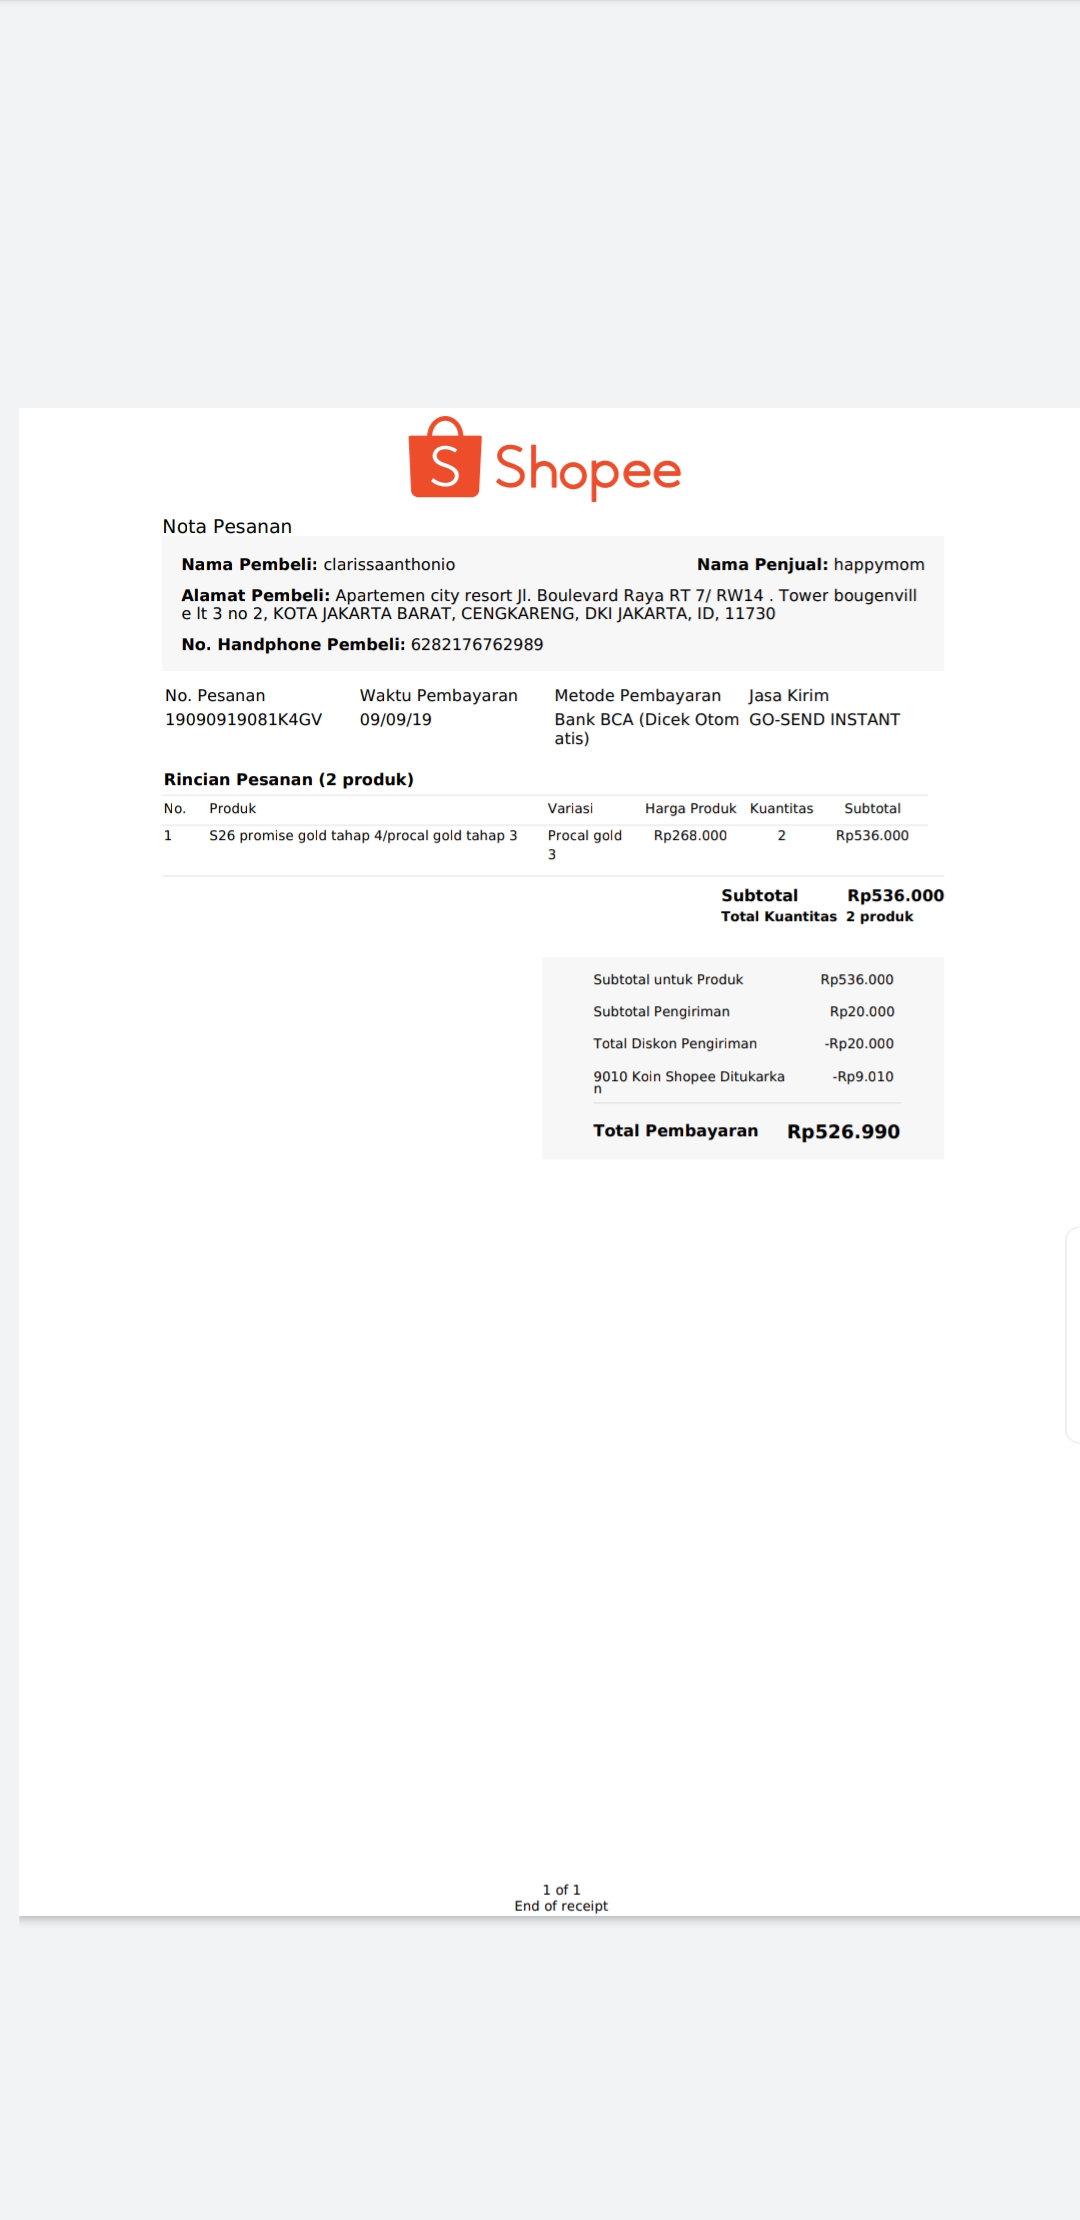 S Shopee
Nota Pesanan
Nama Pembeli: clarissaanthonio Nama Penjual: happymom
Alamat Pembeli: Apartemen city resort Jl. Boulevard Raya RT 7/ RW14 . Tower bougenvill
e lt 3 no 2, KOTA JAKARTA BARAT, CENGKARENG, DKI JAKARTA, ID, 11730
No. Handphone Pembeli: 6282176762989
No. Pesanan Waktu Pembayaran Metode Pembayaran Jasa Kirim
19090919081K4GV 09/09/19 Bank BCA (Dicek Otom GO-SEND INSTANT
atis)
Rincian Pesanan (2 produk)
No. Produk Variasi Harga Produk Kuantitas Subtotal
1 S26 promise gold tahap 4/procal gold tahap 3 Procal gold Rp268.000 2 Rp536.000
3
Subtotal Rp536.000
Total Kuantitas 2 produk
Subtotal untuk Produk Rp536.000
Subtotal Pengiriman Rp20.000
Total Diskon Pengiriman -Rp20.000
9010 Koin Shopee Ditukarka -Rp9.010
n
Total Pembayaran Rp526.990
1 of 1
End of receipt